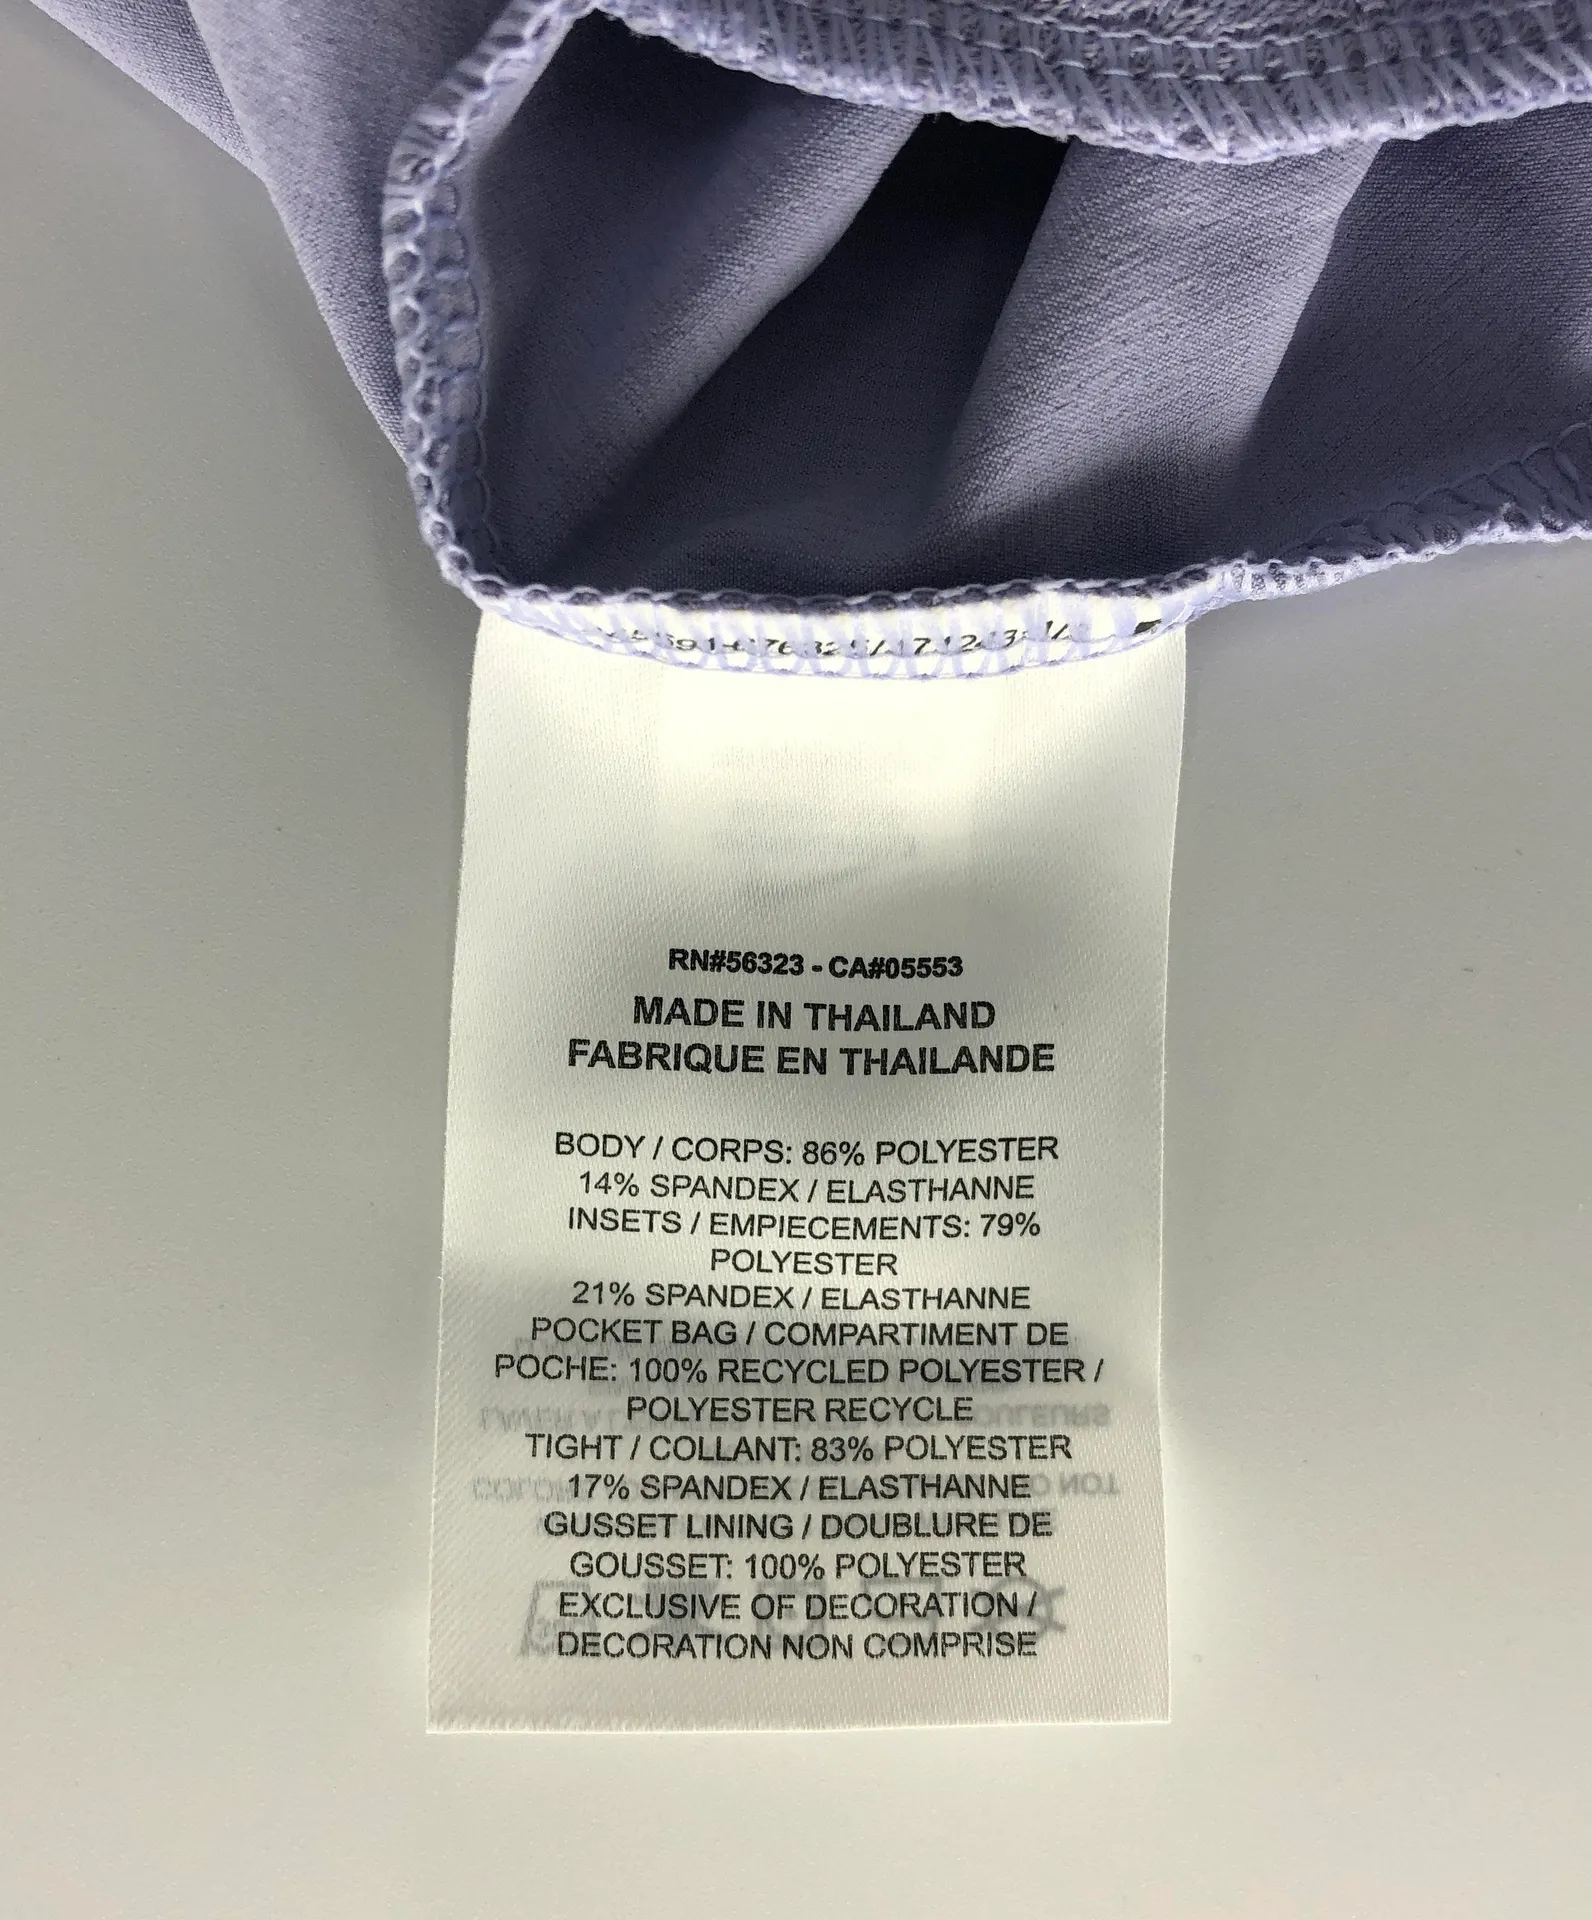 RN#56323 - CA#05553
MADE IN THAILAND
FABRIQUE EN THAILANDE
BODY / CORPS: 86% POLYESTER
14% SPANDEX / ELASTHANNE
INSETS / EMPIECEMENTS: 79%
POLYESTER
21% SPANDEX / ELASTHANNE
POCKET BAG / COMPARTIMENT DE
POCHE: 100% RECYCLED POLYESTER /
POLYESTER RECYCLE
TIGHT / COLLANT: 83% POLYESTER
17% SPANDEX / ELASTHANNE
GUSSET LINING / DOUBLURE DE
GOUSSET: 100% POLYESTER
EXCLUSIVE OF DECORATION /
DECORATION NON COMPRISE